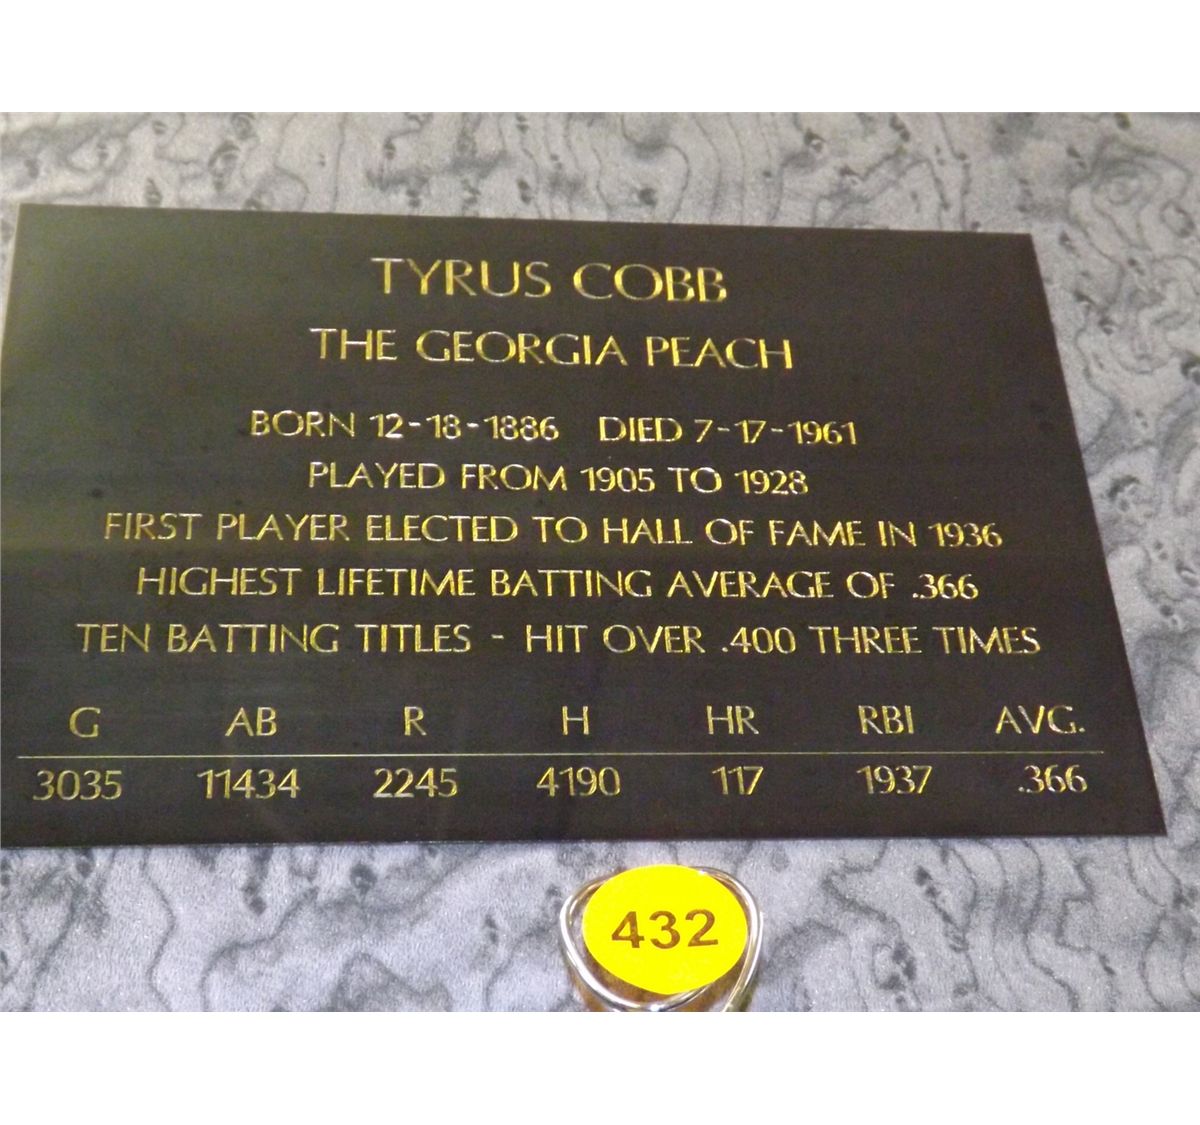 TYRUS COBB
THE GEORGIA PEACH
BORN 12-18-1886 DIED 7-17-1961
PLAYED FROM 1905 TO 1928
FIRST PLAYER ELECTED TO HALL OF FAME IN 1936
HIGHEST LIFETIME BATTING AVERAGE OF .366
TEN BATTING TITLES - HIT OVER .400 THREE TIMES
G AB R H HR RBI AVG.
3035 11434 2245 4190 117 1937 .366
432